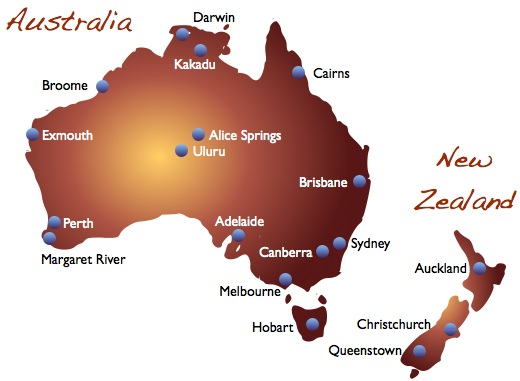 Australia
Darwin
Kakadu
Cairns
Broome
Exmouth
Alice Springs
Uluru
Brisbane
New
Zealand
Perth
Adelaide
Margaret River
Canberra
Sydney
Auckland
Melbourne
Hobart
Christchurch
Queenstown